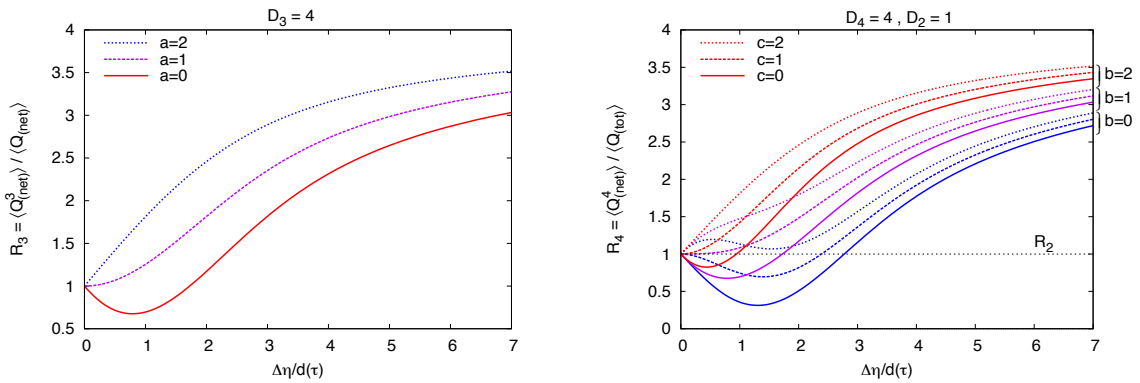 D₃ = 4
R₃ = ⟨Q³₍net₎⟩ / ⟨Q₍net₎⟩
4
3.5
3
2.5
2
1.5
1
0.5
a=2
a=1
a=0
0 1 2 3 4 5 6 7
Δη/d(τ)
D₄ = 4 , D₂ = 1
R₄ = ⟨Q⁴₍net₎⟩ / ⟨Q₍tot₎⟩
4
3.5
3
2.5
2
1.5
1
0.5
0
c=2
c=1
c=0
b=2
b=1
b=0
R₂
0 1 2 3 4 5 6 7
Δη/d(τ)